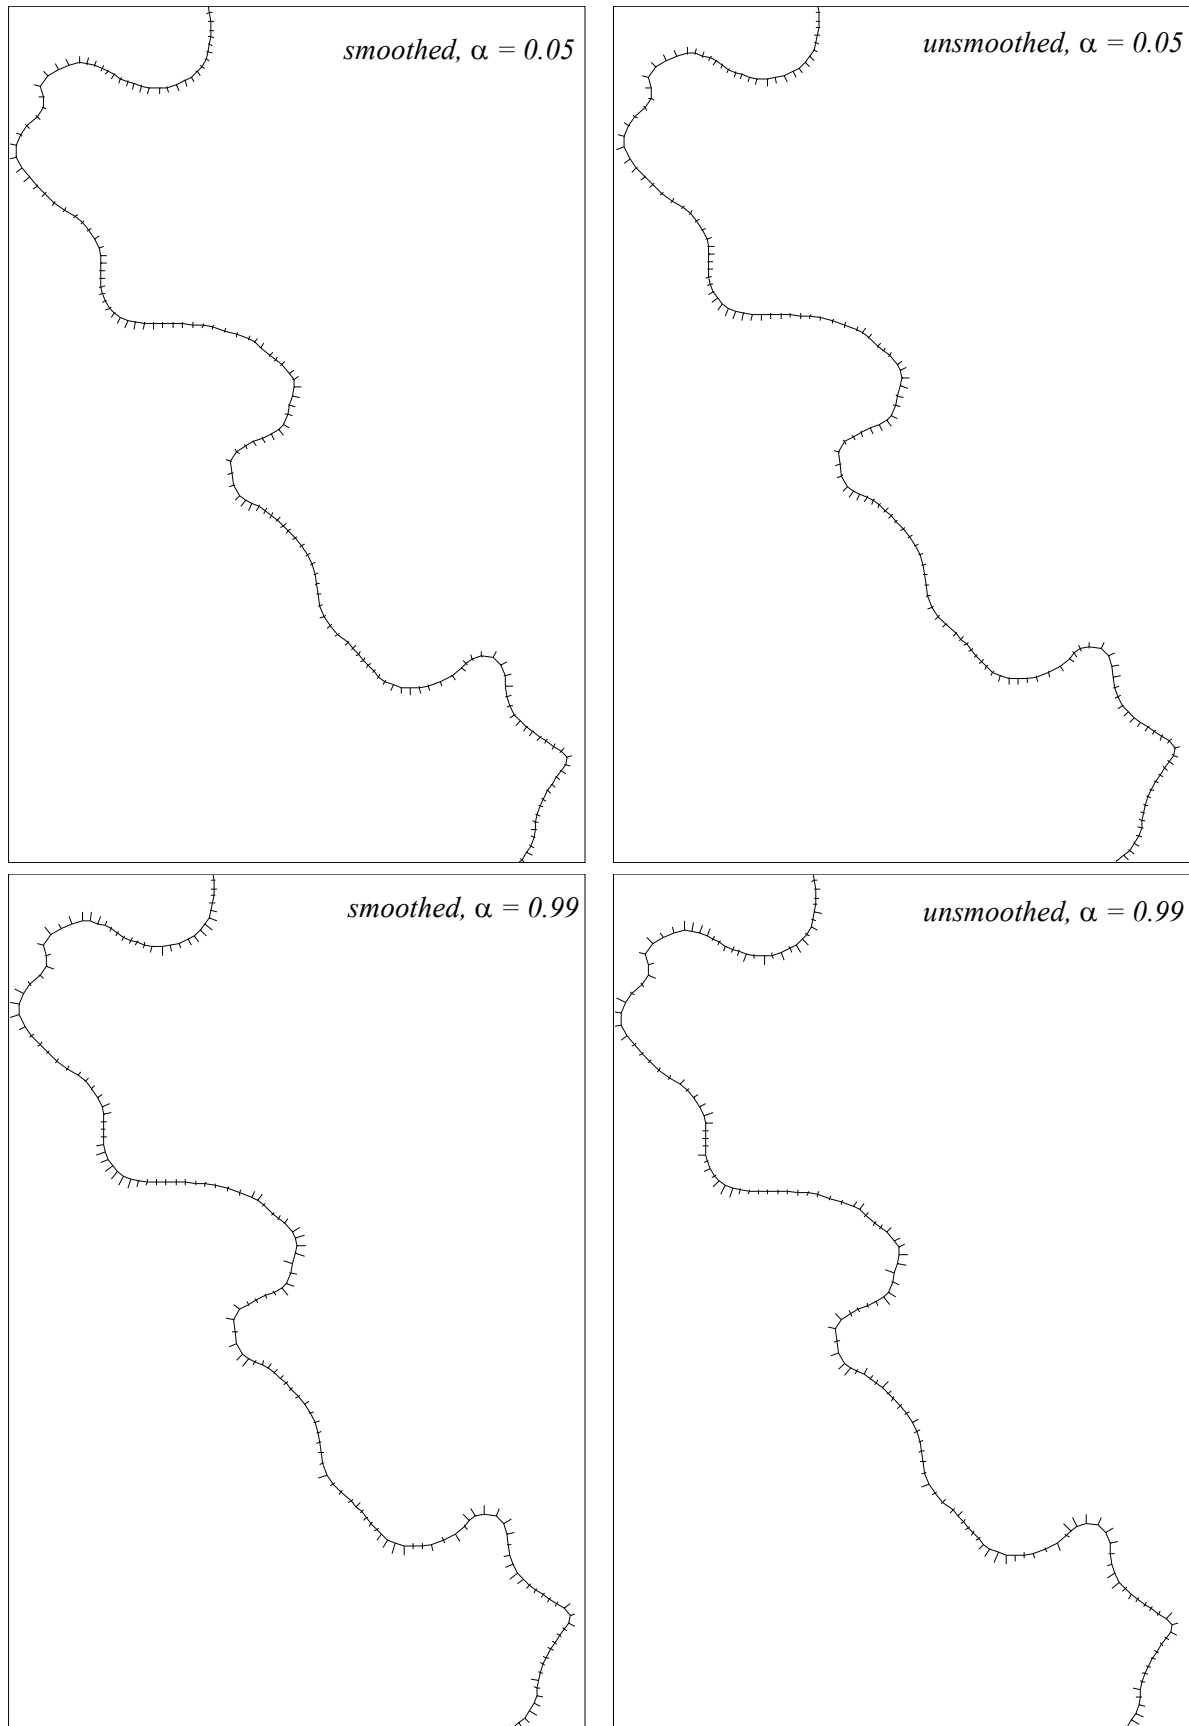 smoothed, α = 0.05
unsmoothed, α = 0.05
smoothed, α = 0.99
unsmoothed, α = 0.99